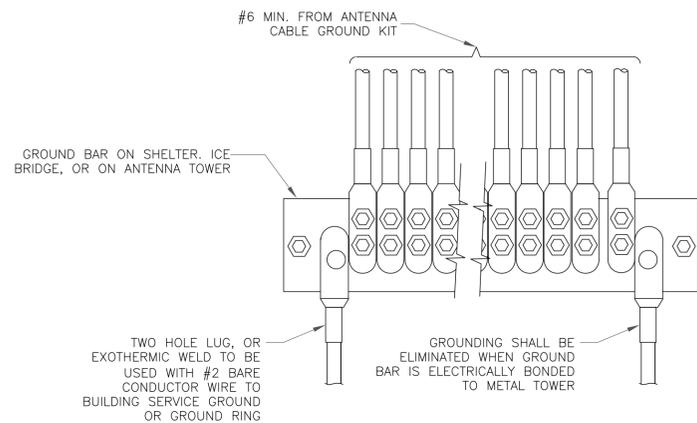 #6 MIN. FROM ANTENNA
CABLE GROUND KIT
GROUND BAR ON SHELTER. ICE
BRIDGE, OR ON ANTENNA TOWER
TWO HOLE LUG, OR
EXOTHERMIC WELD TO BE
USED WITH #2 BARE
CONDUCTOR WIRE TO
BUILDING SERVICE GROUND
OR GROUND RING
GROUNDING SHALL BE
ELIMINATED WHEN GROUND
BAR IS ELECTRICALLY BONDED
TO METAL TOWER